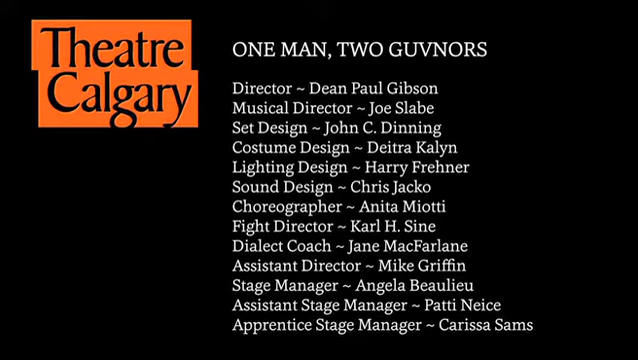 Theatre
Calgary
ONE MAN, TWO GUVNORS
Director ~ Dean Paul Gibson
Musical Director ~ Joe Slabe
Set Design ~ John C. Dinning
Costume Design ~ Deitra Kalyn
Lighting Design ~ Harry Frehner
Sound Design ~ Chris Jacko
Choreographer ~ Anita Miotti
Fight Director ~ Karl H. Sine
Dialect Coach ~ Jane MacFarlane
Assistant Director ~ Mike Griffin
Stage Manager ~ Angela Beaulieu
Assistant Stage Manager ~ Patti Neice
Apprentice Stage Manager ~ Carissa Sams